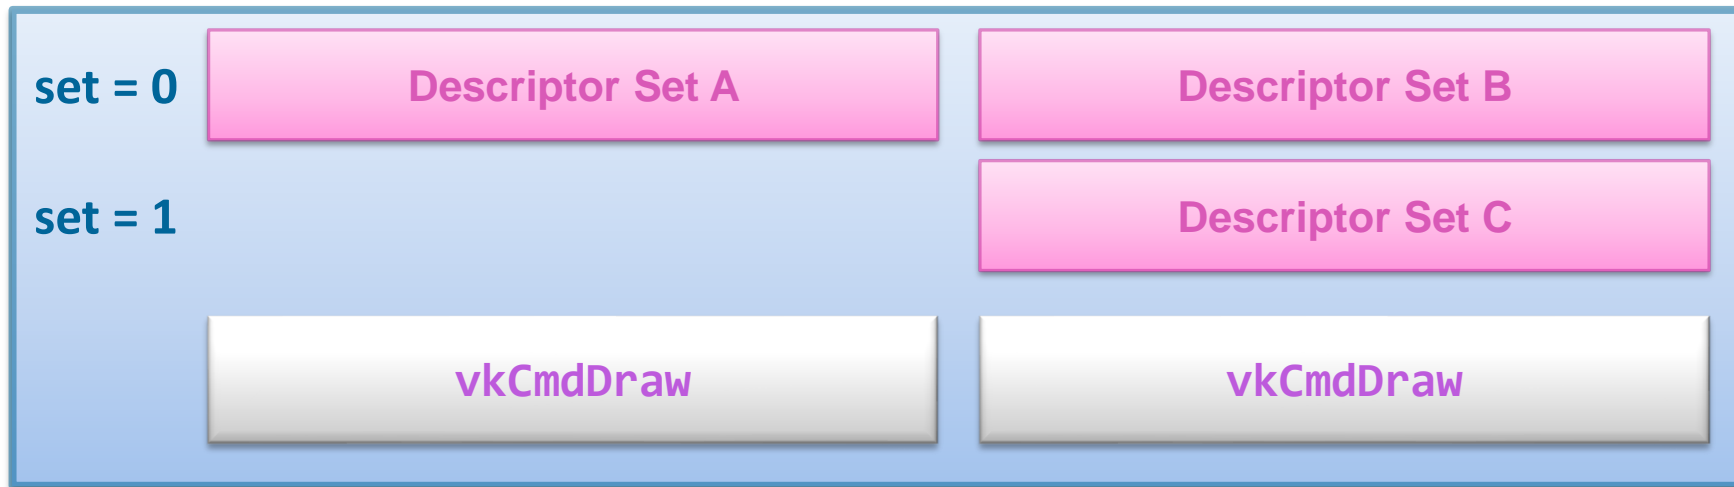 set = 0
Descriptor Set A
Descriptor Set B
set = 1
Descriptor Set C
vkCmdDraw
vkCmdDraw